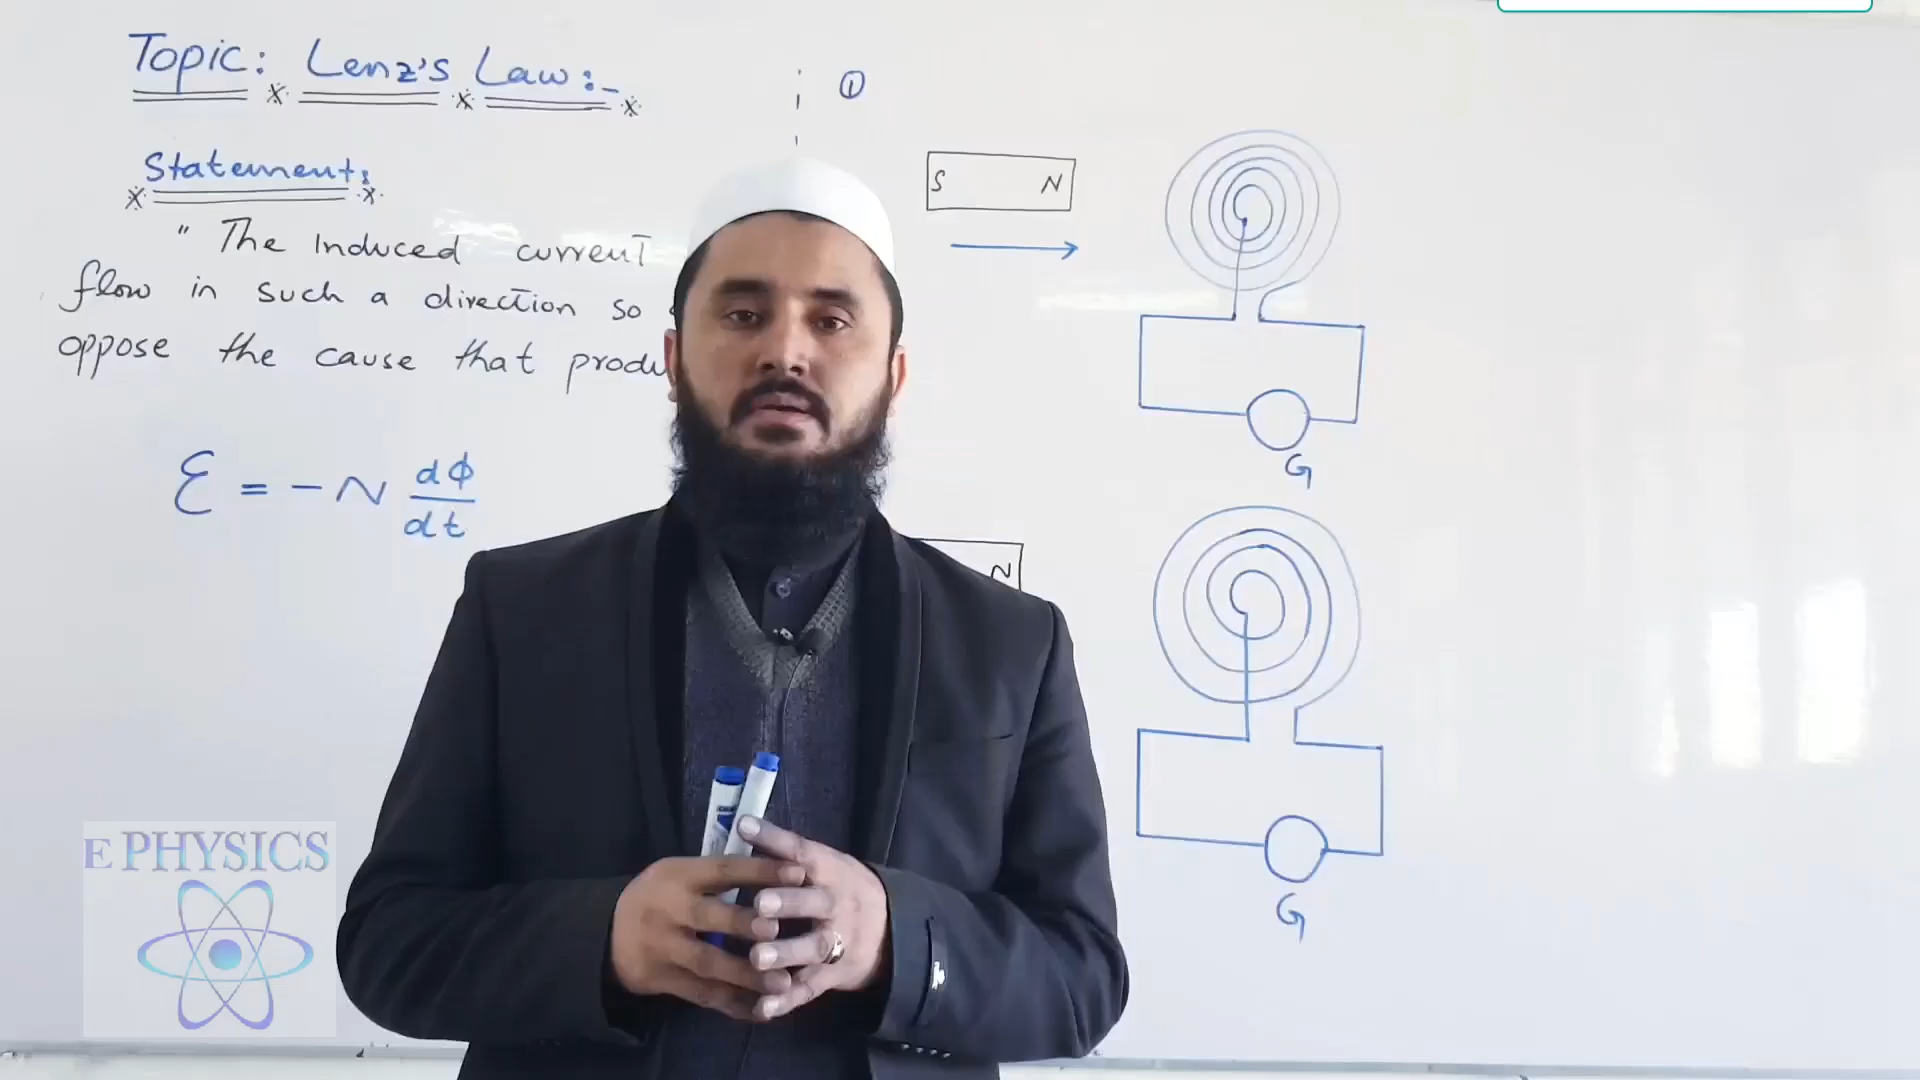 Topic: Lenz's Law:-
Statement:
" The Induced current
flow in such a direction so
oppose the cause that
ε = - N dφ/dt
①
S N
G
N
G
E PHYSICS